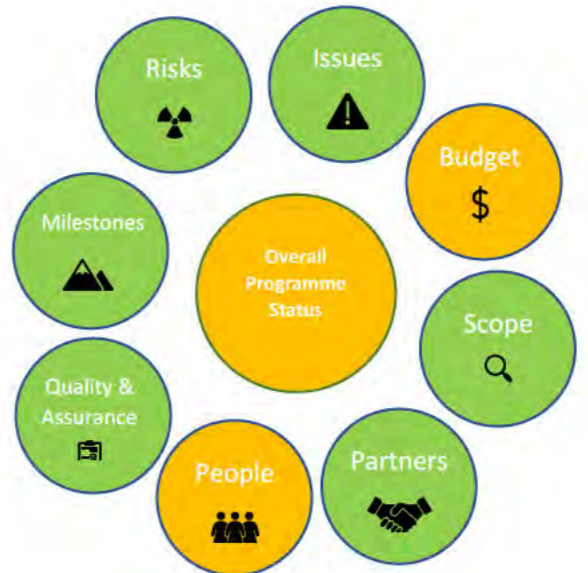 Risks
Issues
Budget
$
Milestones
Overall
Programme
Status
Scope
Quality &
Assurance
People
Partners